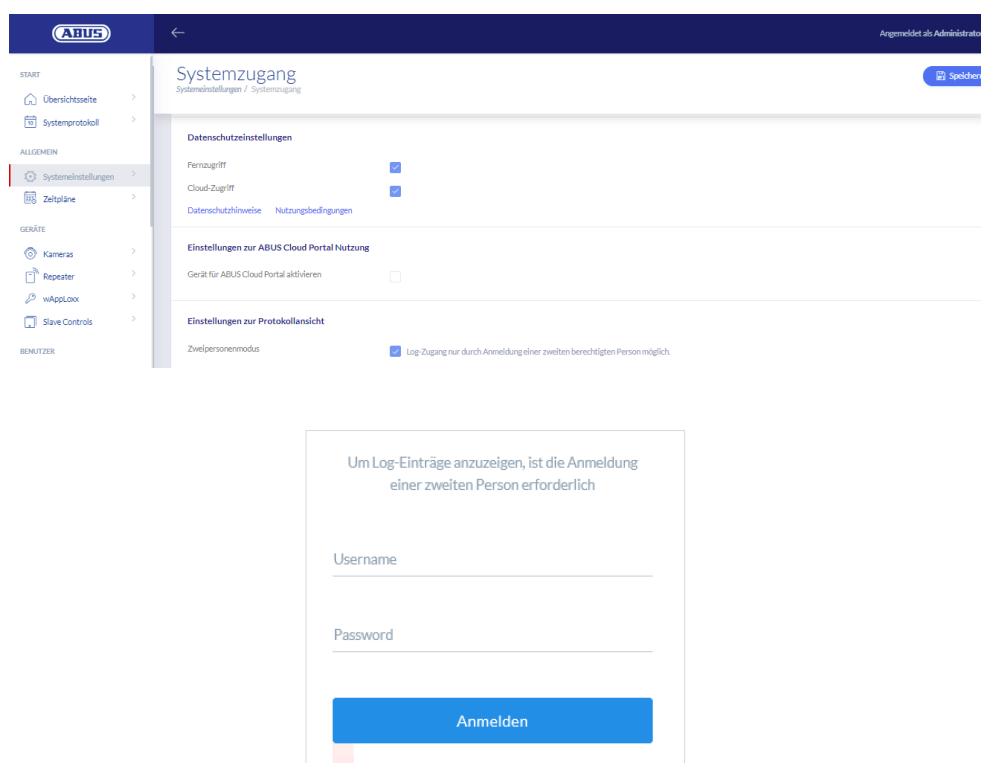 ABUS
Angemeldet als Administrator
START
Übersichtsseite
Systemprotokoll
ALLGEMEIN
Systemeinstellungen
Zeitpläne
GERÄTE
Kameras
Repeater
wAppLoxx
Slave Controls
BENUTZER
Systemzugang
Systemeinstellungen / Systemzugang
Speichern
Datenschutzeinstellungen
Fernzugriff
Cloud-Zugriff
Datenschutzhinweise Nutzungsbedingungen
Einstellungen zur ABUS Cloud Portal Nutzung
Gerät für ABUS Cloud Portal aktivieren
Einstellungen zur Protokollansicht
Zweipersonenmodus
Log-Zugang nur durch Anmeldung einer zweiten berechtigten Person möglich.
Um Log-Einträge anzuzeigen, ist die Anmeldung
einer zweiten Person erforderlich
Username
Password
Anmelden